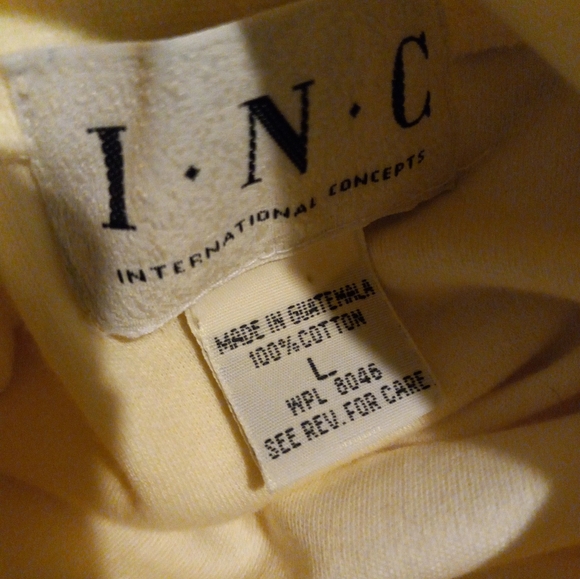 I·N·C
INTERNATIONAL CONCEPTS
MADE IN GUATEMALA
100% COTTON
L
WPL 8046
SEE REV. FOR CARE